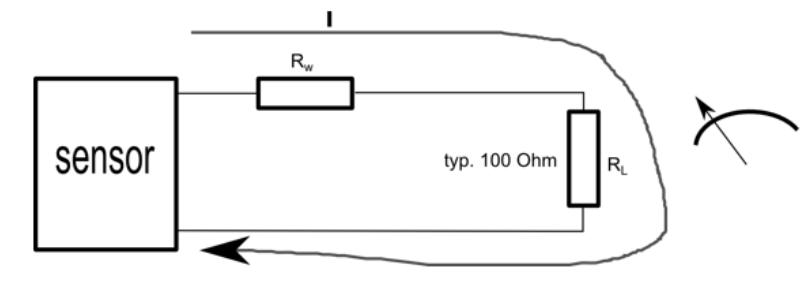 I
R_w
sensor
typ. 100 Ohm
R_L